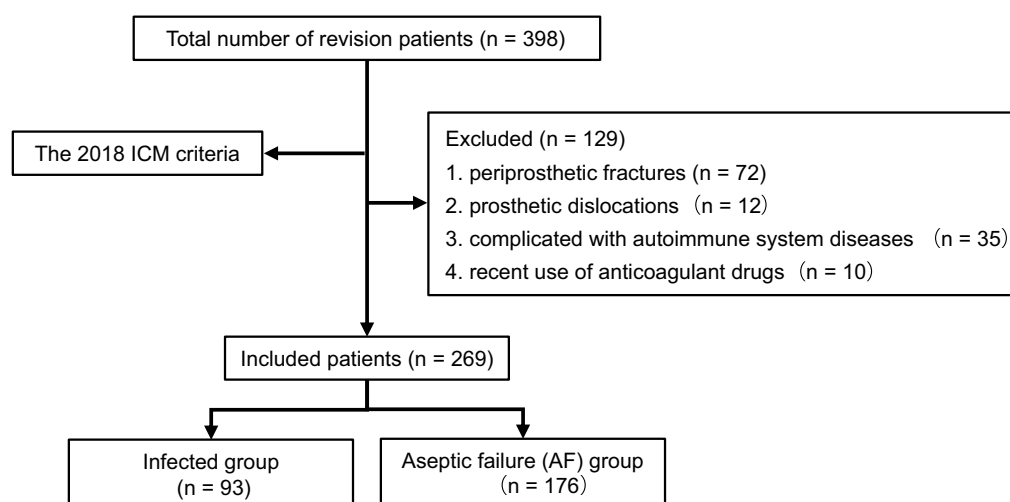 Total number of revision patients (n = 398)
The 2018 ICM criteria
Excluded (n = 129)
1. periprosthetic fractures (n = 72)
2. prosthetic dislocations（n = 12）
3. complicated with autoimmune system diseases （n = 35）
4. recent use of anticoagulant drugs（n = 10）
Included patients (n = 269)
Infected group
(n = 93)
Aseptic failure (AF) group
（n = 176）